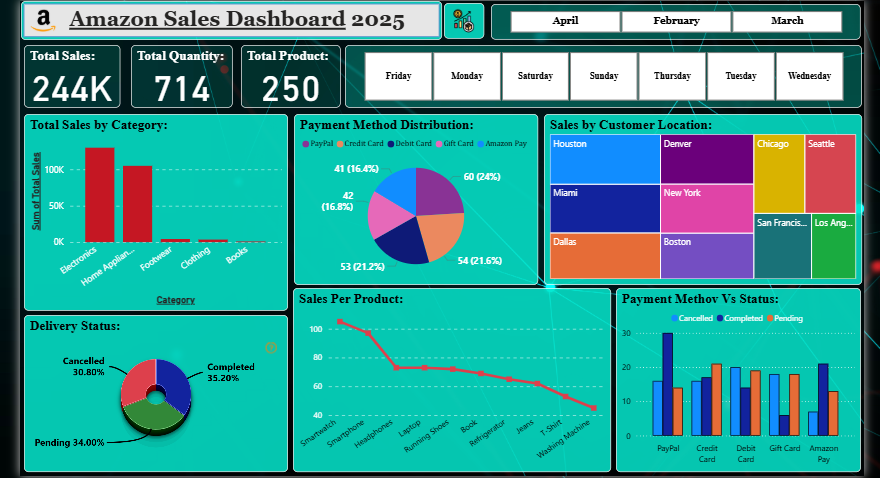 a Amazon Sales Dashboard 2025
April February March
Total Sales: Total Quantity: Total Product:
244K 714 250
Friday Monday Saturday Sunday Thursday Tuesday Wednesday
Total Sales by Category:
Sum of Total Sales
100K
50K
0K
Electronics Home Applian... Footwear Clothing Books
Category
Payment Method Distribution:
PayPal Credit Card Debit Card Gift Card Amazon Pay
41 (16.4%)
60 (24%)
42
(16.8%)
53 (21.2%)
54 (21.6%)
Sales by Customer Location:
Houston Denver Chicago Seattle
Miami New York
San Francis... Los Ang...
Dallas Boston
Delivery Status:
Cancelled
30.80%
Completed
35.20%
Pending 34.00%
Sales Per Product:
100
80
60
40
Smartwatch Smartphone Headphones Laptop Running Shoes Book Refrigerator Jeans T-Shirt Washing Machine
Payment Methov Vs Status:
Cancelled Completed Pending
30
20
10
0
PayPal Credit Debit Gift Card Amazon
Card Card Pay